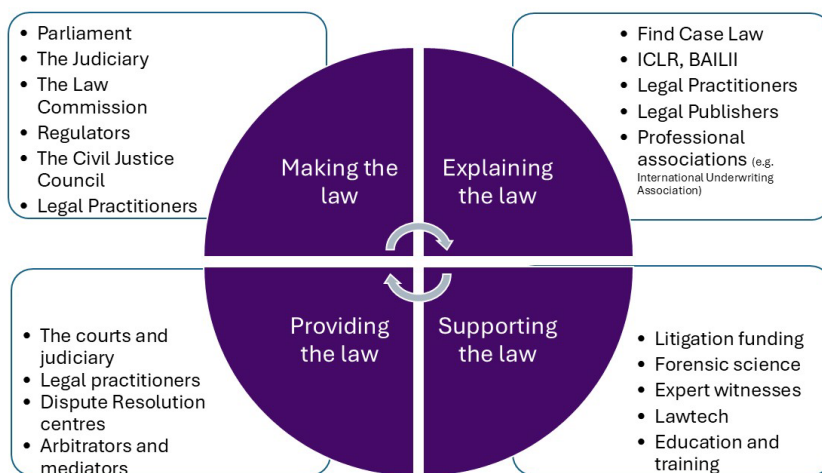 • Parliament
• The Judiciary
• The Law
Commission
• Regulators
• The Civil Justice
Council
• Legal Practitioners
Making the
law
Explaining
the law
• Find Case Law
• ICLR, BAILII
• Legal Practitioners
• Legal Publishers
• Professional
associations (e.g.
International Underwriting
Association)
• The courts and
judiciary
• Legal practitioners
• Dispute Resolution
centres
• Arbitrators and
mediators
Providing
the law
Supporting
the law
• Litigation funding
• Forensic science
• Expert witnesses
• Lawtech
• Education and
training